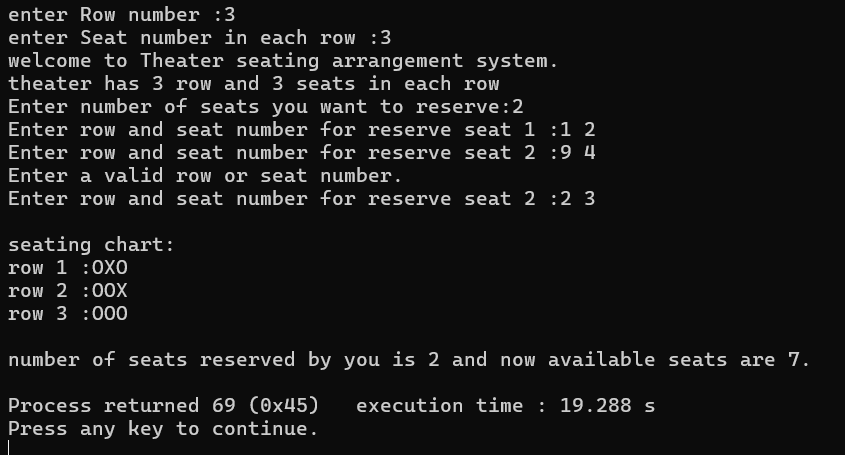 enter Row number :3
enter Seat number in each row :3
welcome to Theater seating arrangement system.
theater has 3 row and 3 seats in each row
Enter number of seats you want to reserve:2
Enter row and seat number for reserve seat 1 :1 2
Enter row and seat number for reserve seat 2 :9 4
Enter a valid row or seat number.
Enter row and seat number for reserve seat 2 :2 3
seating chart:
row 1 :OXO
row 2 :OOX
row 3 :OOO
number of seats reserved by you is 2 and now available seats are 7.
Process returned 69 (0x45)   execution time : 19.288 s
Press any key to continue.